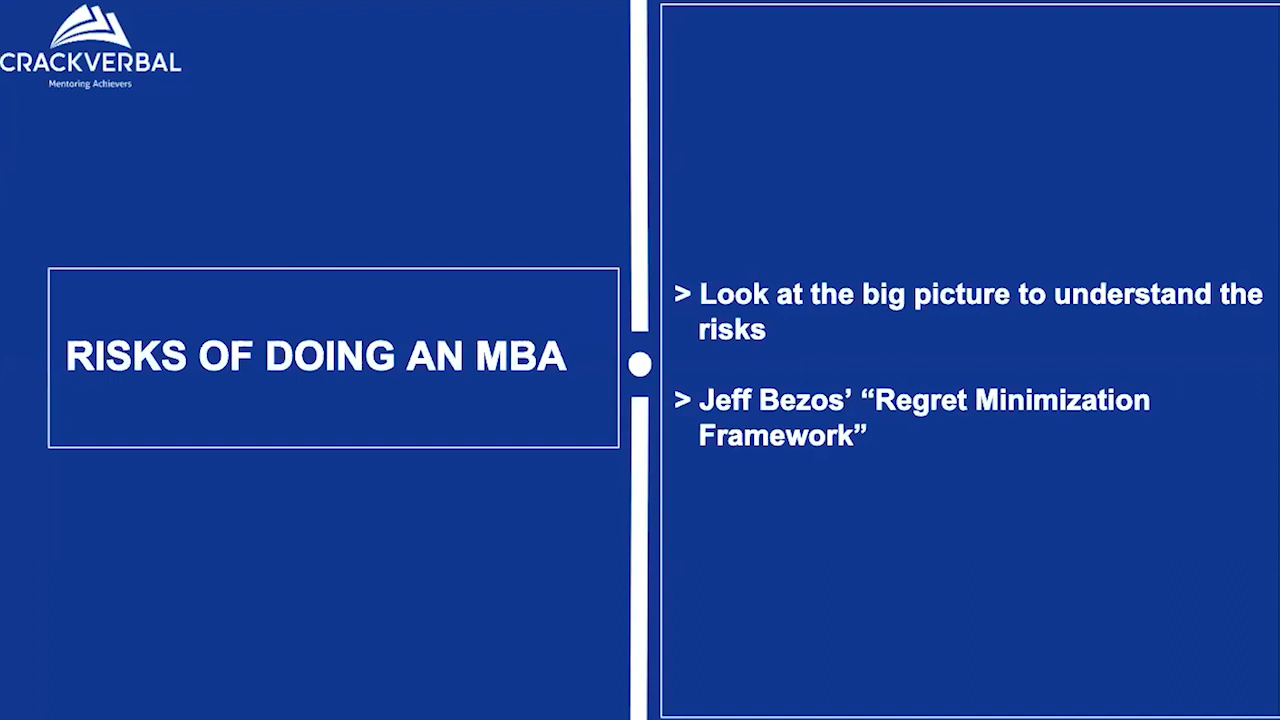 CRACKVERBAL
Mentoring Achievers
RISKS OF DOING AN MBA
> Look at the big picture to understand the
risks
> Jeff Bezos’ “Regret Minimization
Framework”